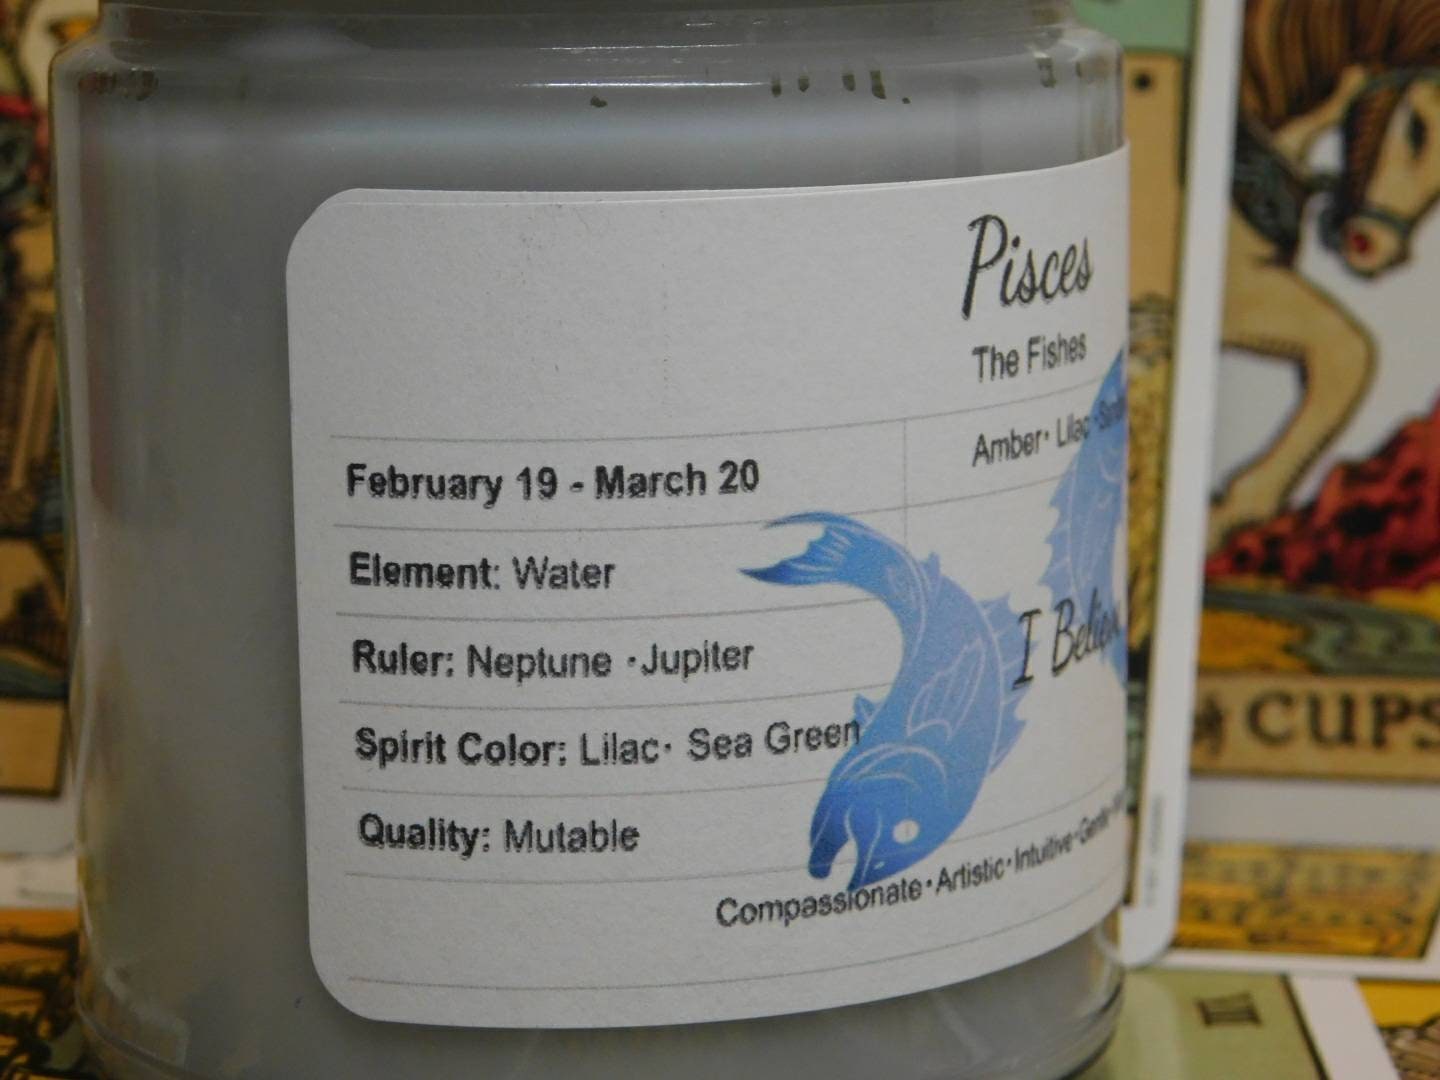 Pisces
The Fishes
Amber· Lilac·
February 19 - March 20
Element: Water
Ruler: Neptune ·Jupiter
I
Spirit Color: Lilac· Sea Green
Quality: Mutable
Compassionate·Artistic·Intuitive·
CUPS